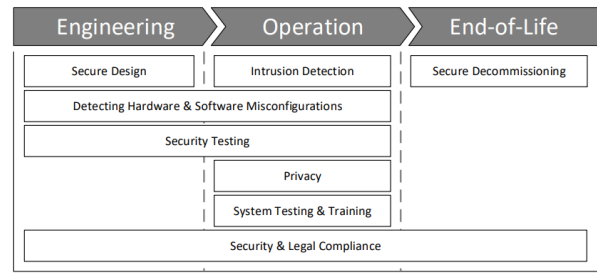 Engineering
Operation
End-of-Life
Secure Design
Intrusion Detection
Secure Decommissioning
Detecting Hardware & Software Misconfigurations
Security Testing
Privacy
System Testing & Training
Security & Legal Compliance